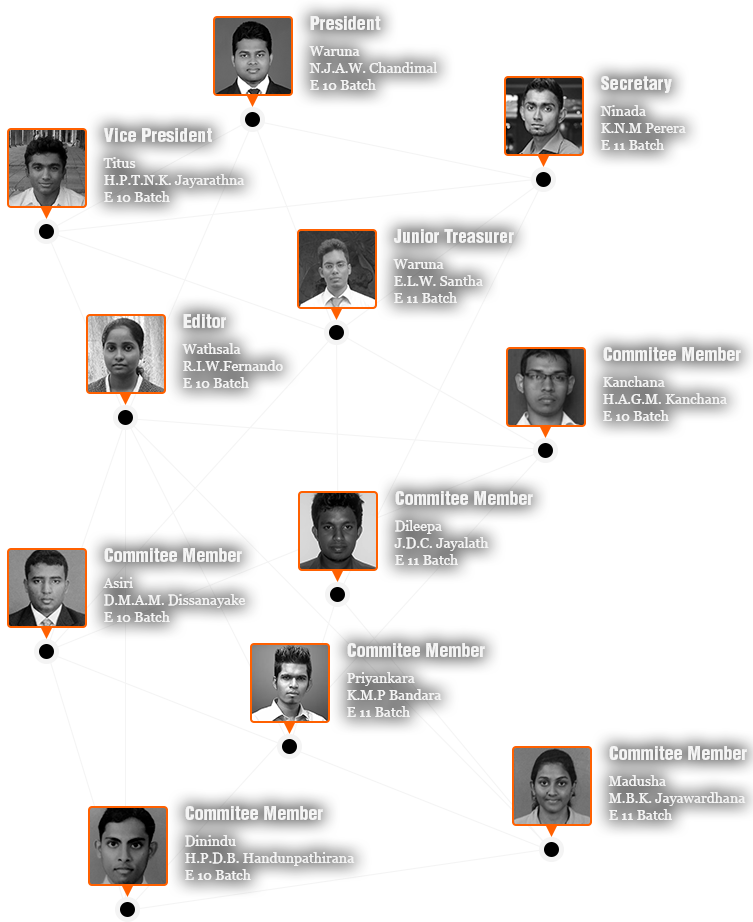 President
Waruna
N.J.A.W. Chandimal
E 10 Batch
Secretary
Ninada
K.N.M Perera
E 11 Batch
Vice President
Titus
H.P.T.N.K. Jayarathna
E 10 Batch
Junior Treasurer
Waruna
E.L.W. Santha
E 11 Batch
Editor
Wathsala
R.I.W.Fernando
E 10 Batch
Commitee Member
Kanchana
H.A.G.M. Kanchana
E 10 Batch
Commitee Member
Dileepa
J.D.C. Jayalath
E 11 Batch
Commitee Member
Asiri
D.M.A.M. Dissanayake
E 10 Batch
Commitee Member
Priyankara
K.M.P Bandara
E 11 Batch
Commitee Member
Madusha
M.B.K. Jayawardhana
E 11 Batch
Commitee Member
Dinindu
H.P.D.B. Handunpathirana
E 10 Batch